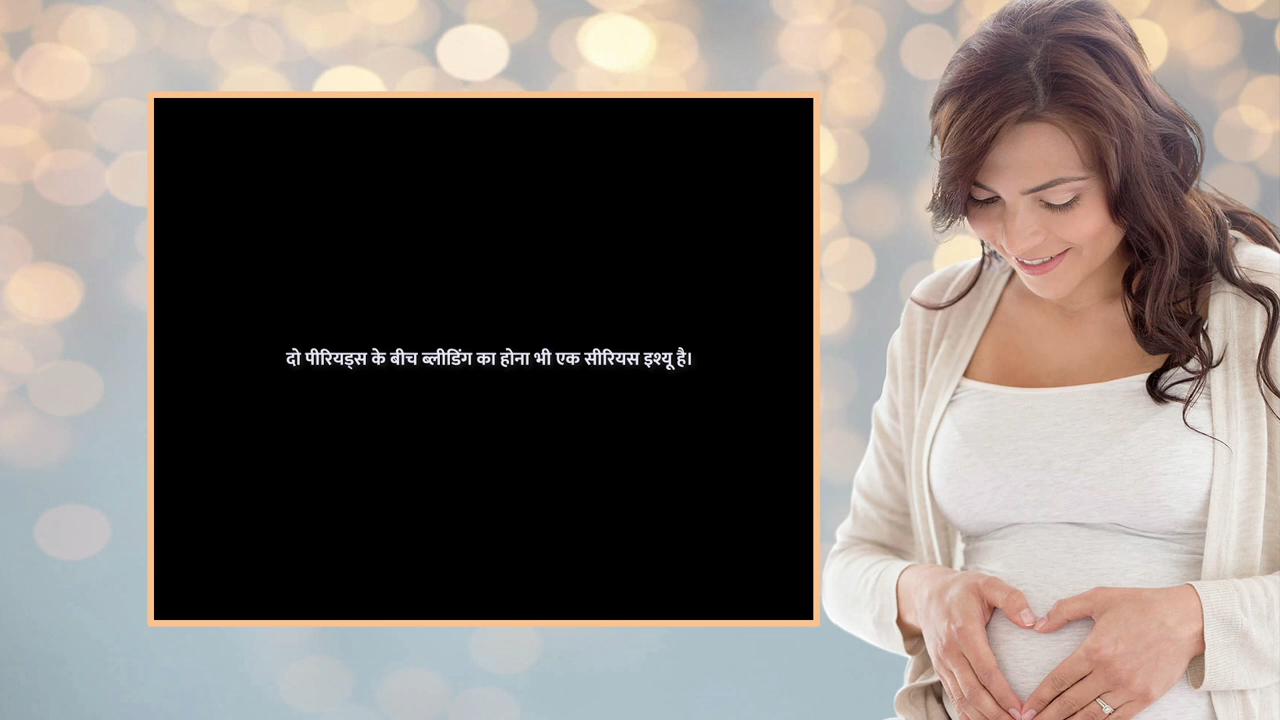 दो पीरियड्स के बीच ब्लीडिंग का होना भी एक सीरियस इश्यू है।